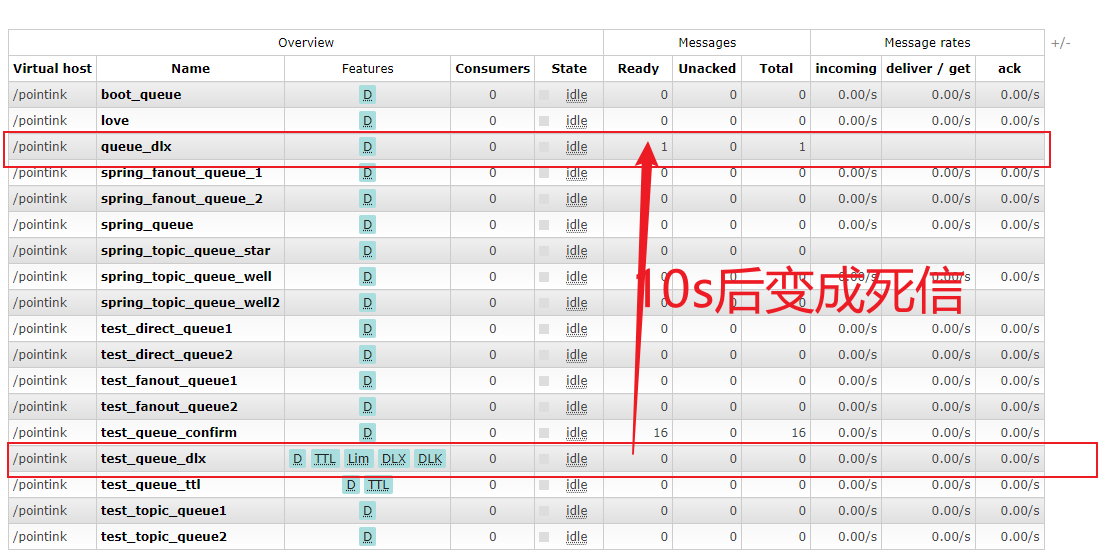 Overview Messages Message rates +/-
Virtual host Name Features Consumers State Ready Unacked Total incoming deliver / get ack
/pointink boot_queue D 0 idle 0 0 0 0.00/s 0.00/s 0.00/s
/pointink love D 0 idle 0 0 0 0.00/s 0.00/s 0.00/s
/pointink queue_dlx D 0 idle 1 0 1
/pointink spring_fanout_queue_1 D 0 idle 0 0 0 0.00/s 0.00/s 0.00/s
/pointink spring_fanout_queue_2 D 0 idle 0 0 0 0.00/s 0.00/s 0.00/s
/pointink spring_queue D 0 idle 0 0 0 0.00/s 0.00/s 0.00/s
/pointink spring_topic_queue_star D 0 idle 0 0 0
/pointink spring_topic_queue_well D 0 idle 0 0 0 0.00/s 0.00/s 0.00/s
10s后变成死信
/pointink spring_topic_queue_well2 D 0 idle
/pointink test_direct_queue1 D 0 idle 0 0 0 0.00/s 0.00/s 0.00/s
/pointink test_direct_queue2 D 0 idle 0 0 0 0.00/s 0.00/s 0.00/s
/pointink test_fanout_queue1 D 0 idle 0 0 0 0.00/s 0.00/s 0.00/s
/pointink test_fanout_queue2 D 0 idle 0 0 0 0.00/s 0.00/s 0.00/s
/pointink test_queue_confirm D 0 idle 16 0 16 0.00/s 0.00/s 0.00/s
/pointink test_queue_dlx D TTL Lim DLX DLK 0 idle 0 0 0 0.00/s 0.00/s 0.00/s
/pointink test_queue_ttl D TTL 0 idle 0 0 0 0.00/s 0.00/s 0.00/s
/pointink test_topic_queue1 D 0 idle 0 0 0 0.00/s 0.00/s 0.00/s
/pointink test_topic_queue2 D 0 idle 0 0 0 0.00/s 0.00/s 0.00/s